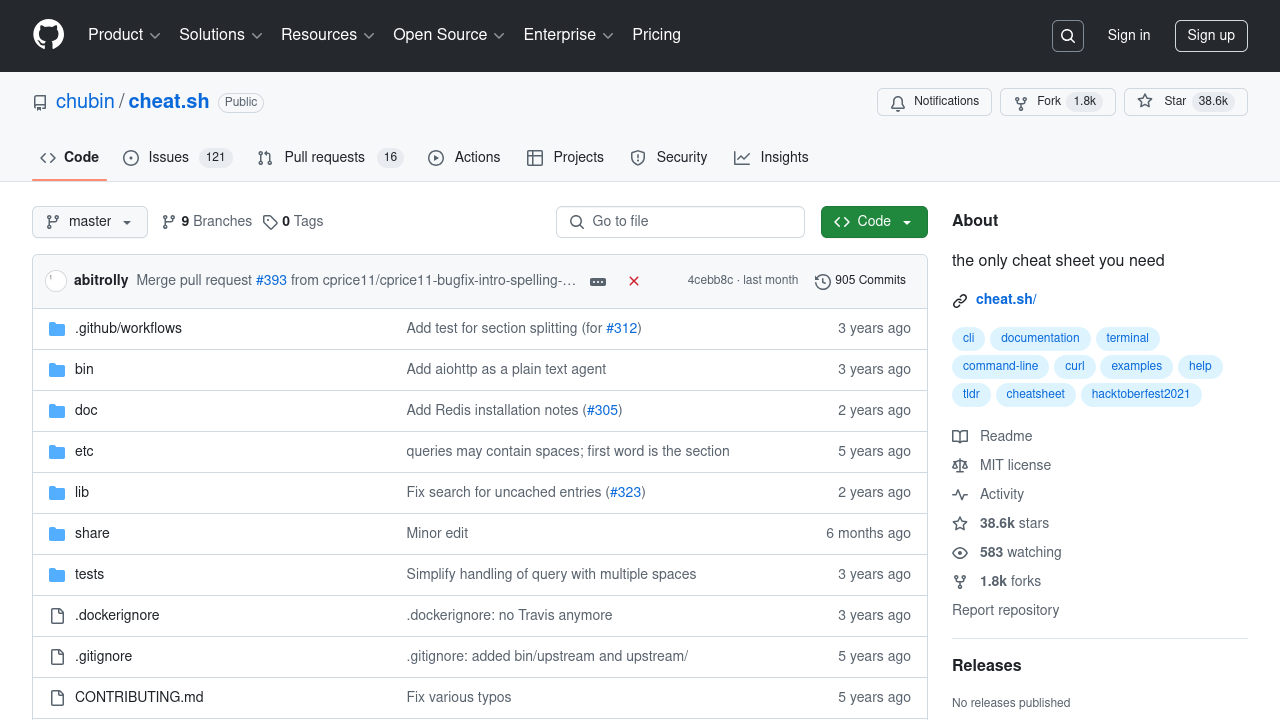 Product Solutions Resources Open Source Enterprise Pricing Sign in Sign up
chubin / cheat.sh Public Notifications Fork 1.8k Star 38.6k
Code Issues 121 Pull requests 16 Actions Projects Security Insights
master 9 Branches 0 Tags Go to file Code
abitrolly Merge pull request #393 from cprice11/cprice11-bugfix-intro-spelling-… 4cebb8c · last month 905 Commits
.github/workflows Add test for section splitting (for #312) 3 years ago
bin Add aiohttp as a plain text agent 3 years ago
doc Add Redis installation notes (#305) 2 years ago
etc queries may contain spaces; first word is the section 5 years ago
lib Fix search for uncached entries (#323) 2 years ago
share Minor edit 6 months ago
tests Simplify handling of query with multiple spaces 3 years ago
.dockerignore .dockerignore: no Travis anymore 3 years ago
.gitignore .gitignore: added bin/upstream and upstream/ 5 years ago
CONTRIBUTING.md Fix various typos 5 years ago
About
the only cheat sheet you need
cheat.sh/
cli documentation terminal
command-line curl examples help
tldr cheatsheet hacktoberfest2021
Readme
MIT license
Activity
38.6k stars
583 watching
1.8k forks
Report repository
Releases
No releases published